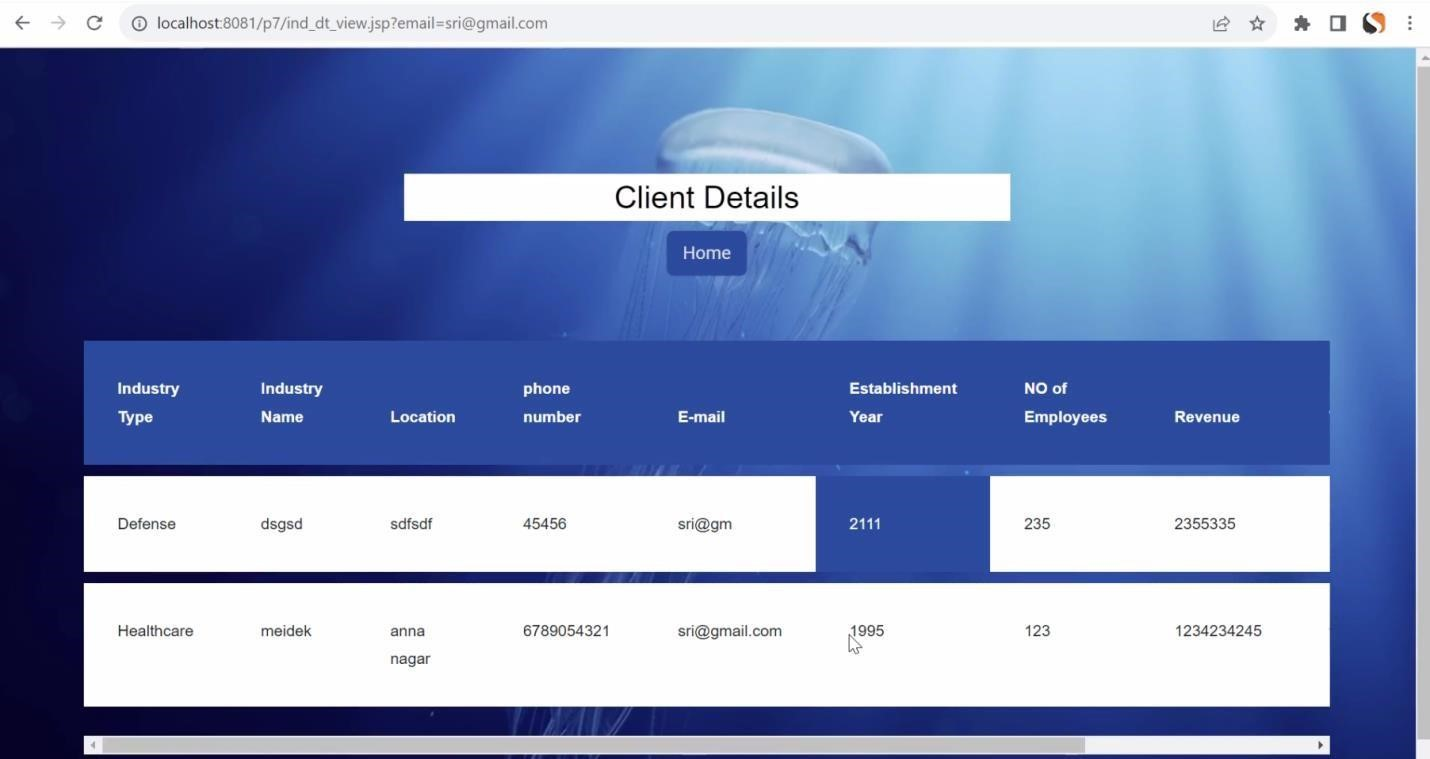 localhost:8081/p7/ind_dt_view.jsp?email=sri@gmail.com
Client Details
Home
Industry Type Industry Name Location phone number E-mail Establishment Year NO of Employees Revenue
Defense dsgsd sdfsdf 45456 sri@gm 2111 235 2355335
Healthcare meidek anna nagar 6789054321 sri@gmail.com 1995 123 1234234245